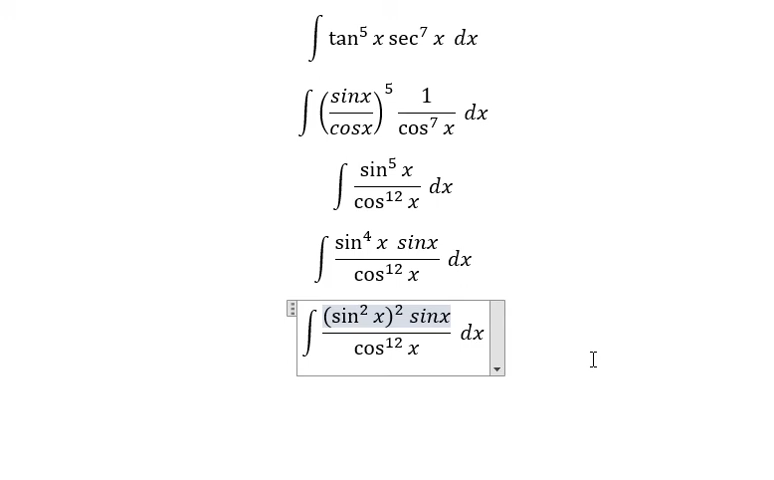 ∫ tan⁵ x sec⁷ x dx
∫ (sinx/cosx)⁵ 1/cos⁷ x dx
∫ sin⁵ x/cos¹² x dx
∫ sin⁴ x sinx/cos¹² x dx
∫ (sin² x)² sinx/cos¹² x dx